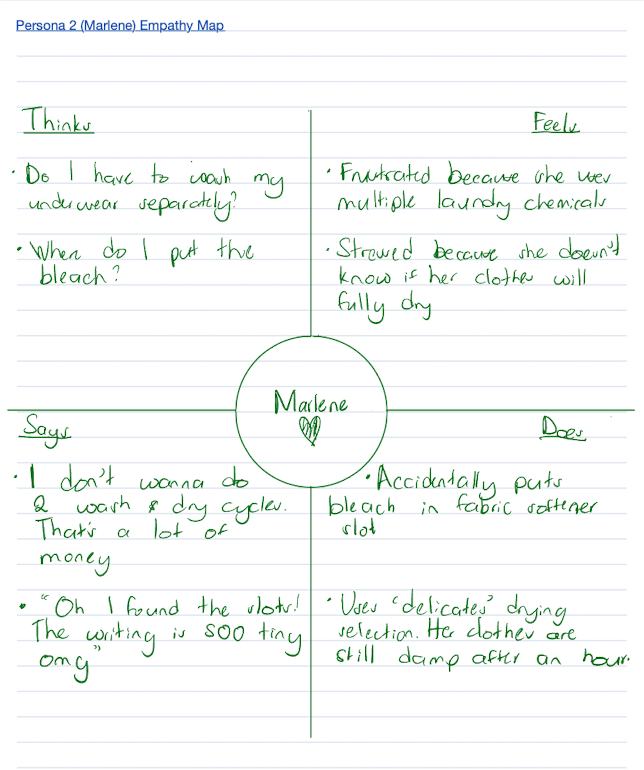 Persona 2 (Marlene) Empathy Map
Thinks
• Do I have to wash my
underwear separately?
• When do I put the
bleach?
Feels
• Frustrated because she uses
multiple laundry chemicals
• Stressed because she doesn't
know if her clothes will
fully dry
Marlene
Says
• I don't wanna do
2 wash & dry cycles.
That's a lot of
money
• "Oh I found the slots!
The writing is SOO tiny
omg"
Does
• Accidentally puts
bleach in fabric softener
slot
• Uses 'delicates' drying
selection. Her clothes are
still damp after an hour.